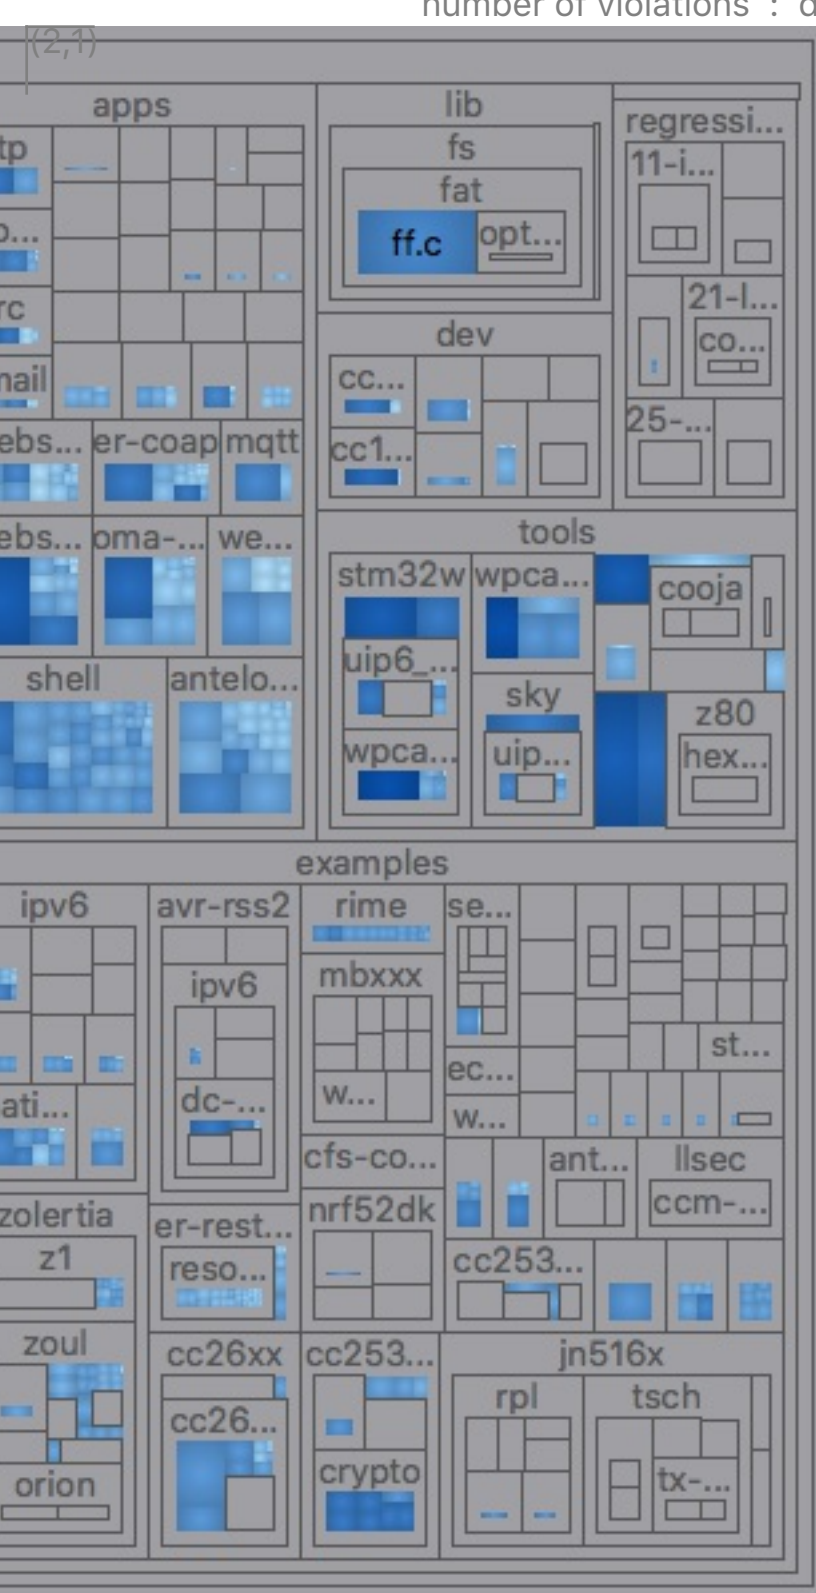 number of violations : d
(2,1)
apps
lib
regressi...
tp
fs
11-i...
fat
o...
ff.c
opt...
rc
21-l...
dev
co...
nail
cc...
25-...
ebs...
er-coap
mqtt
cc1...
ebs...
oma-...
we...
tools
stm32w
wpca...
cooja
shell
antelo...
uip6_...
sky
z80
wpca...
uip...
hex...
examples
ipv6
avr-rss2
rime
se...
ipv6
mbxxx
st...
ati...
dc-...
w...
ec...
w...
cfs-co...
ant...
llsec
zolertia
er-rest...
nrf52dk
ccm-...
z1
reso...
cc253...
zoul
cc26xx
cc253...
jn516x
cc26...
rpl
tsch
orion
crypto
tx-...